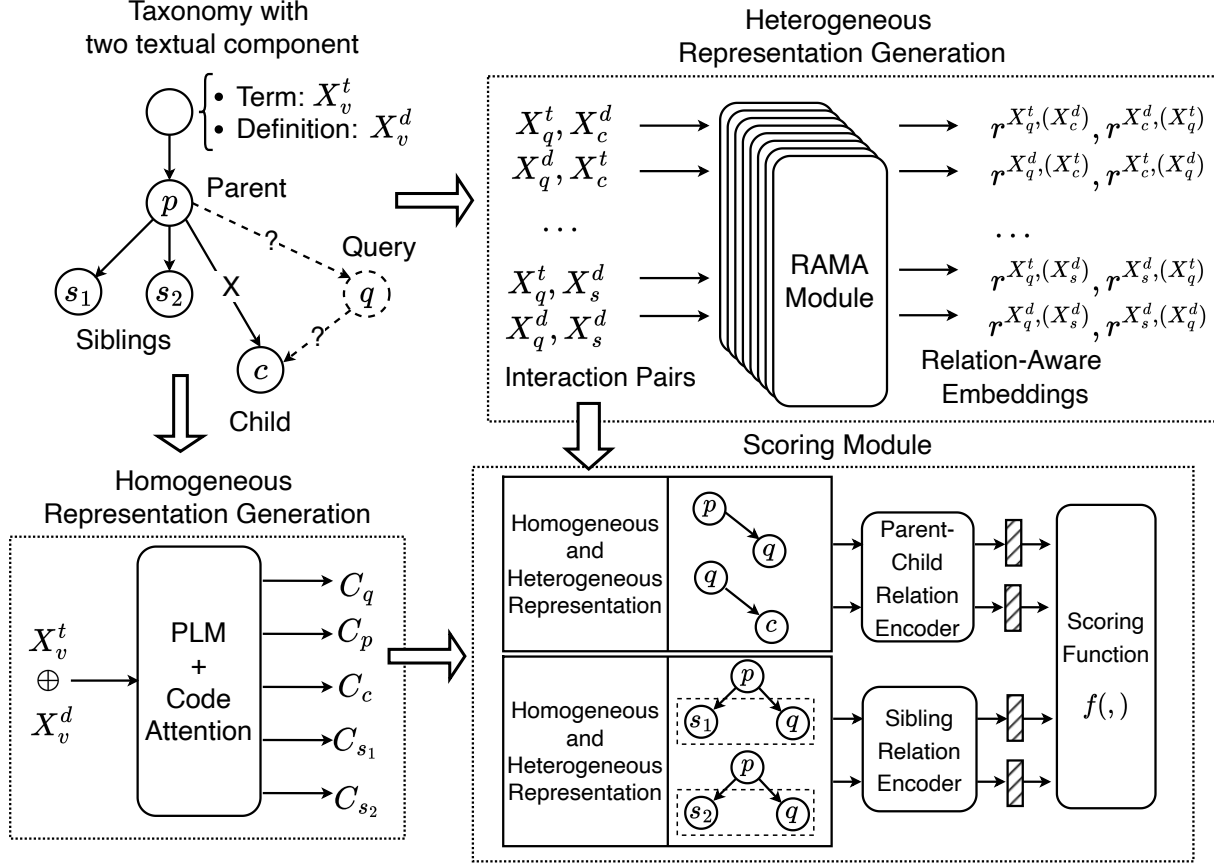 Taxonomy with
two textual component
• Term: X_v^t
• Definition: X_v^d
p
Parent
?
Query
s_1
s_2
X
q
Siblings
?
c
Child
Heterogeneous
Representation Generation
X_q^t, X_c^d
r^{X_q^t,(X_c^d)}, r^{X_c^d,(X_q^t)}
X_q^d, X_c^t
r^{X_q^d,(X_c^t)}, r^{X_c^t,(X_q^d)}
...
...
RAMA
Module
X_q^t, X_s^d
r^{X_q^t,(X_s^d)}, r^{X_s^d,(X_q^t)}
X_q^d, X_s^d
r^{X_q^d,(X_s^d)}, r^{X_s^d,(X_q^d)}
Interaction Pairs
Relation-Aware
Embeddings
Homogeneous
Representation Generation
X_v^t
⊕
X_v^d
PLM
+
Code
Attention
C_q
C_p
C_c
C_{s_1}
C_{s_2}
Scoring Module
Homogeneous
and
Heterogeneous
Representation
p
q
q
c
Parent-
Child
Relation
Encoder
Homogeneous
and
Heterogeneous
Representation
p
s_1
q
p
s_2
q
Sibling
Relation
Encoder
Scoring
Function
f(,)